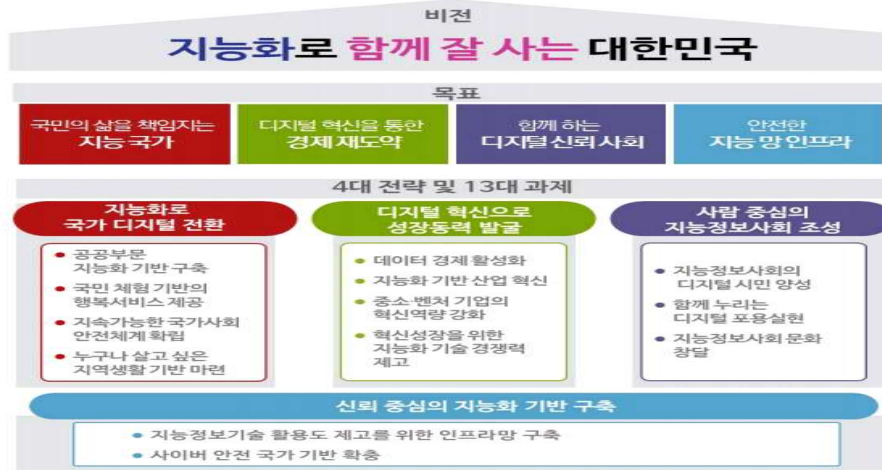 비전
지능화로 함께 잘 사는 대한민국
목표
국민의 삶을 책임지는
지능 국가
디지털 혁신을 통한
경제 재도약
함께 하는
디지털 신뢰 사회
안전한
지능 망 인프라
4대 전략 및 13대 과제
지능화로
국가 디지털 전환
• 공공부문
지능화 기반 구축
• 국민 체험 기반의
행복서비스 제공
• 지속가능한 국가사회
안전체계 확립
• 누구나 살고 싶은
지역생활 기반 마련
디지털 혁신으로
성장동력 발굴
• 데이터 경제 활성화
• 지능화 기반 산업 혁신
• 중소·벤처 기업의
혁신역량 강화
• 혁신성장을 위한
지능화 기술 경쟁력
제고
사람 중심의
지능정보사회 조성
• 지능정보사회의
디지털 시민 양성
• 함께 누리는
디지털 포용실현
• 지능정보사회 문화
창달
신뢰 중심의 지능화 기반 구축
• 지능정보기술 활용도 제고를 위한 인프라망 구축
• 사이버 안전 국가 기반 확충